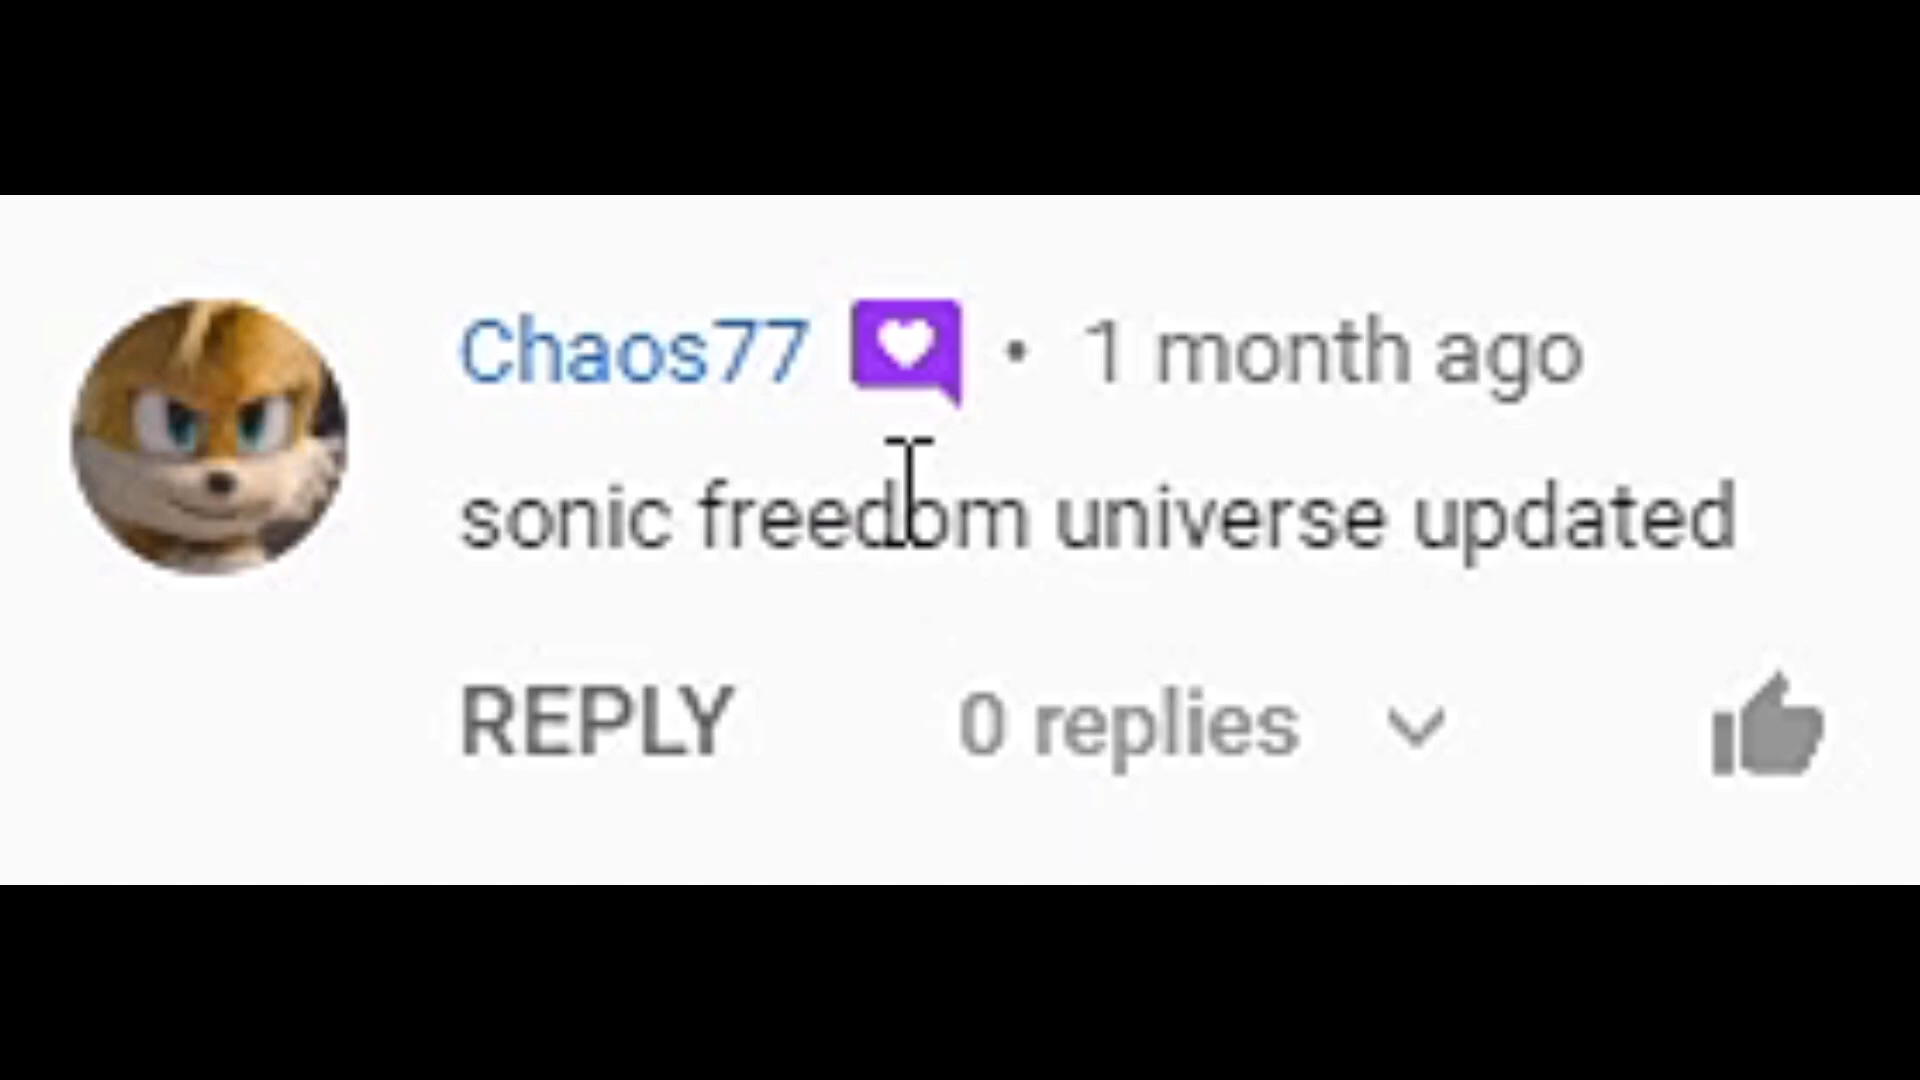 Chaos77 • 1 month ago
sonic freedom universe updated
REPLY 0 replies